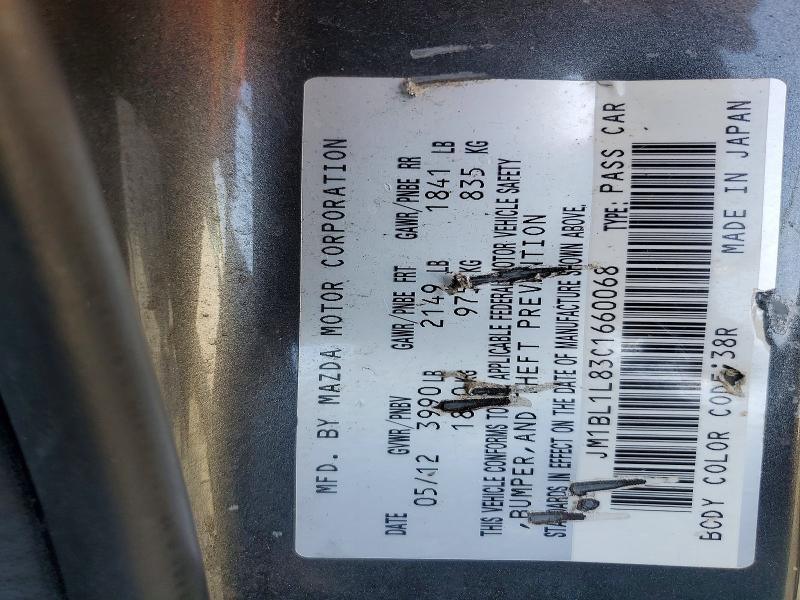 MFD. BY MAZDA MOTOR CORPORATION
DATE GVWR/PNBV GAWR/PNBE FRT GAWR/PNBE RR
05/12 3990 LB 2149 LB 1841 LB
KG KG 835 KG
THIS VEHICLE CONFORMS TO APPLICABLE FEDERAL MOTOR VEHICLE SAFETY
, BUMPER, AND THEFT PREVENTION
STANDARDS IN EFFECT ON THE DATE OF MANUFACTURE SHOWN ABOVE.
JM1BL1L83C1660068 TYPE: PASS CAR
BODY COLOR CODE: 38R MADE IN JAPAN